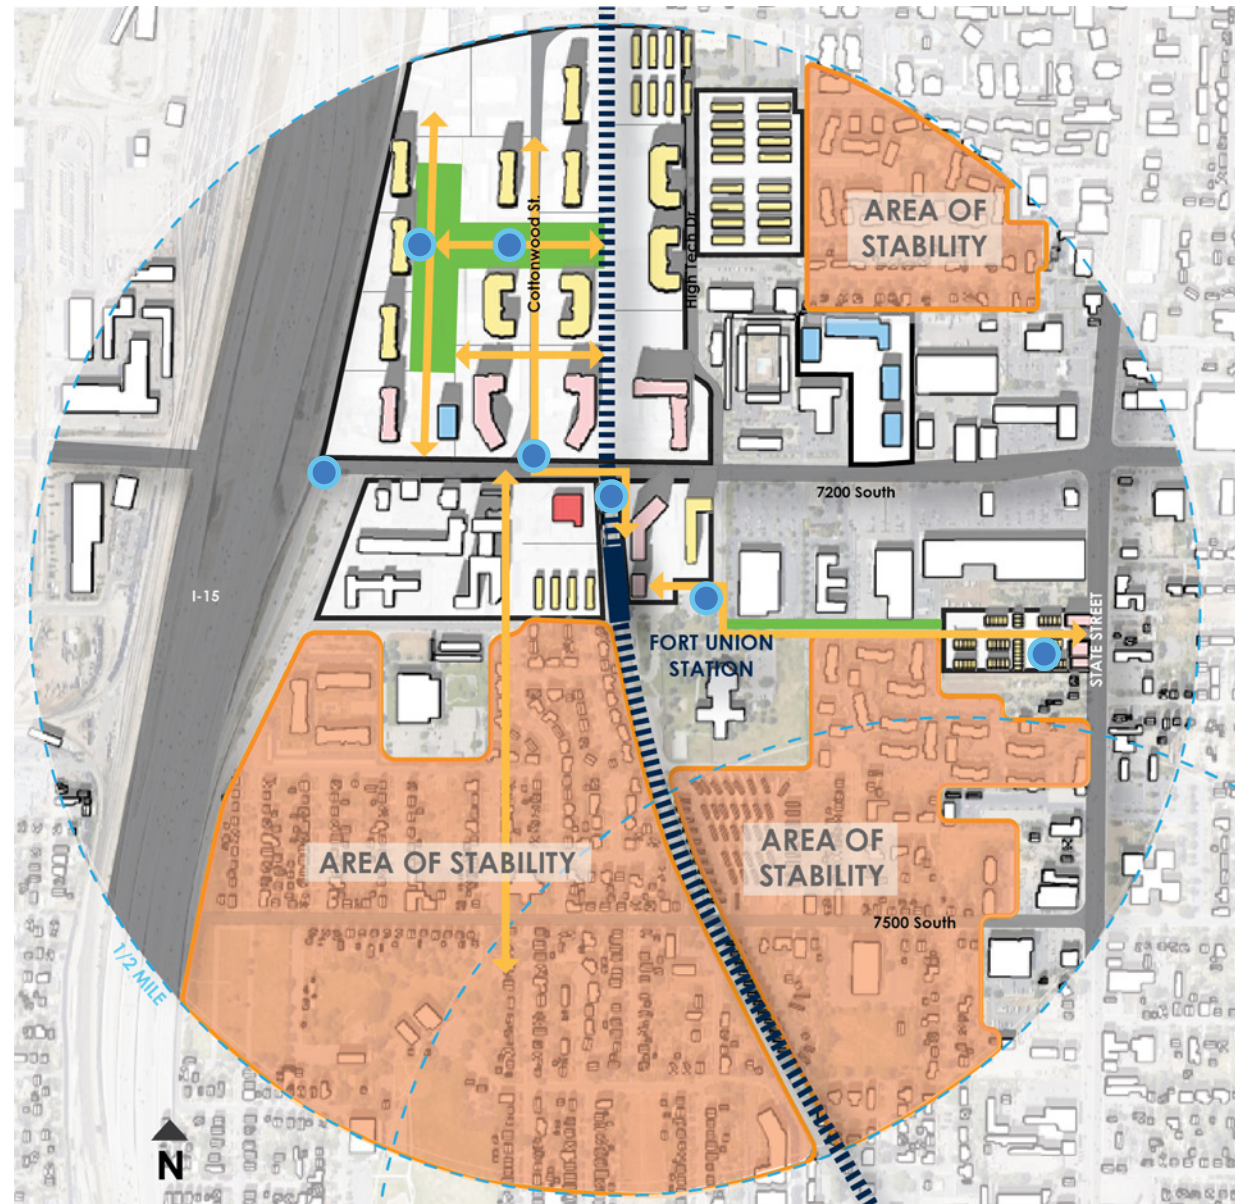 AREA OF
STABILITY
Cottonwood St.
High Tech Dr
7200 South
I-15
FORT UNION
STATION
STATE STREET
AREA OF STABILITY
AREA OF
STABILITY
7500 South
1/2 MILE
N